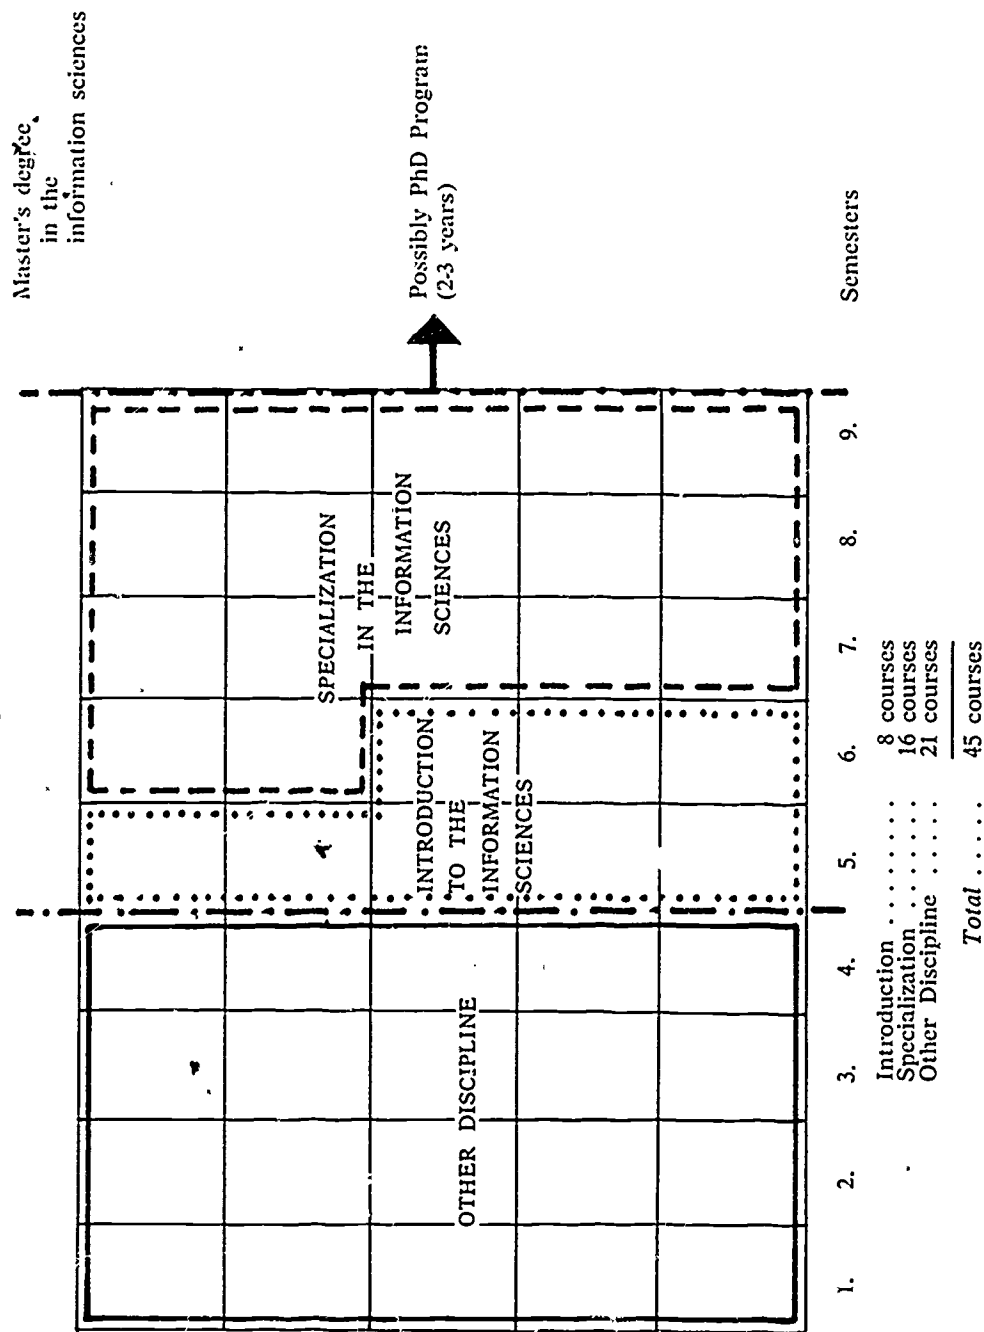 Master's degree
in the
information sciences
Possibly PhD Program
(2-3 years)
SPECIALIZATION
IN THE
INFORMATION
SCIENCES
INTRODUCTION
TO THE
INFORMATION
SCIENCES
OTHER DISCIPLINE
1. 2. 3. 4. 5. 6. 7. 8. 9. Semesters
Introduction ........ 8 courses
Specialization ...... 16 courses
Other Discipline ..... 21 courses
Total ..... 45 courses